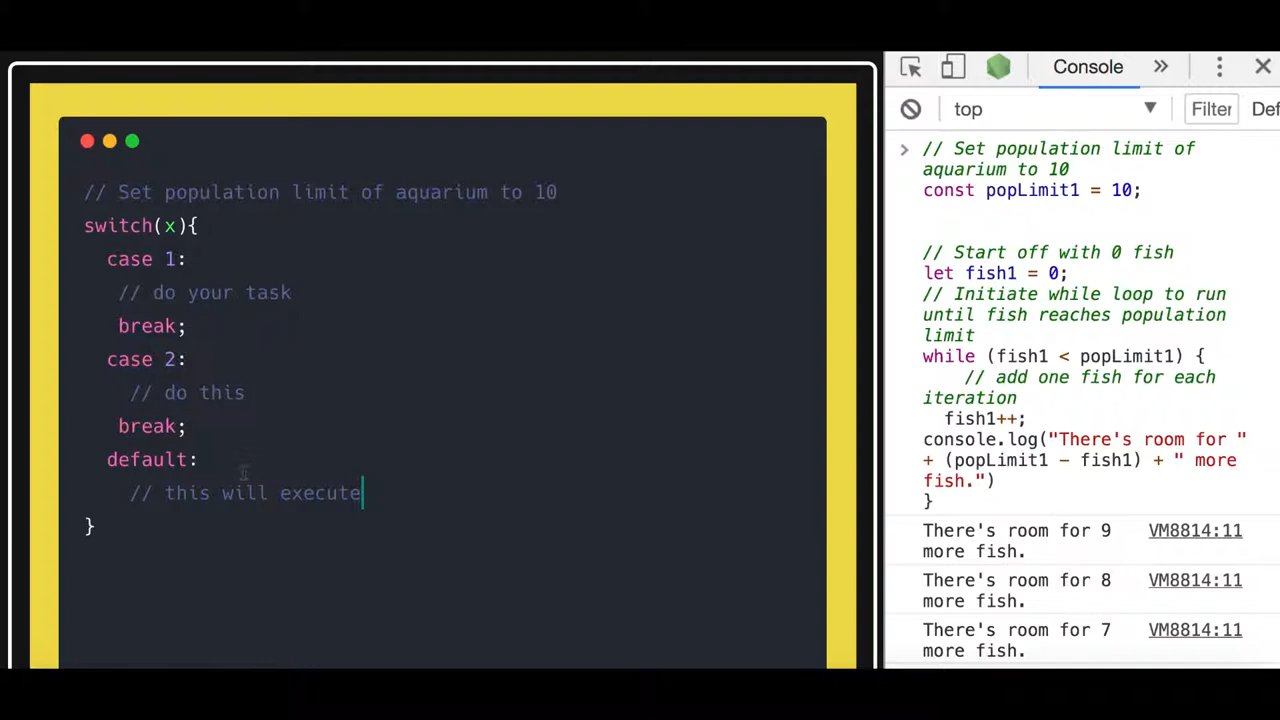 // Set population limit of aquarium to 10
switch(x){
case 1:
// do your task
break;
case 2:
// do this
break;
default:
// this will execute
}
Console »
top ▼ Filter Def
> // Set population limit of
aquarium to 10
const popLimit1 = 10;
// Start off with 0 fish
let fish1 = 0;
// Initiate while loop to run
until fish reaches population
limit
while (fish1 < popLimit1) {
// add one fish for each
iteration
fish1++;
console.log("There's room for "
+ (popLimit1 - fish1) + " more
fish.")
}
There's room for 9 VM8814:11
more fish.
There's room for 8 VM8814:11
more fish.
There's room for 7 VM8814:11
more fish.